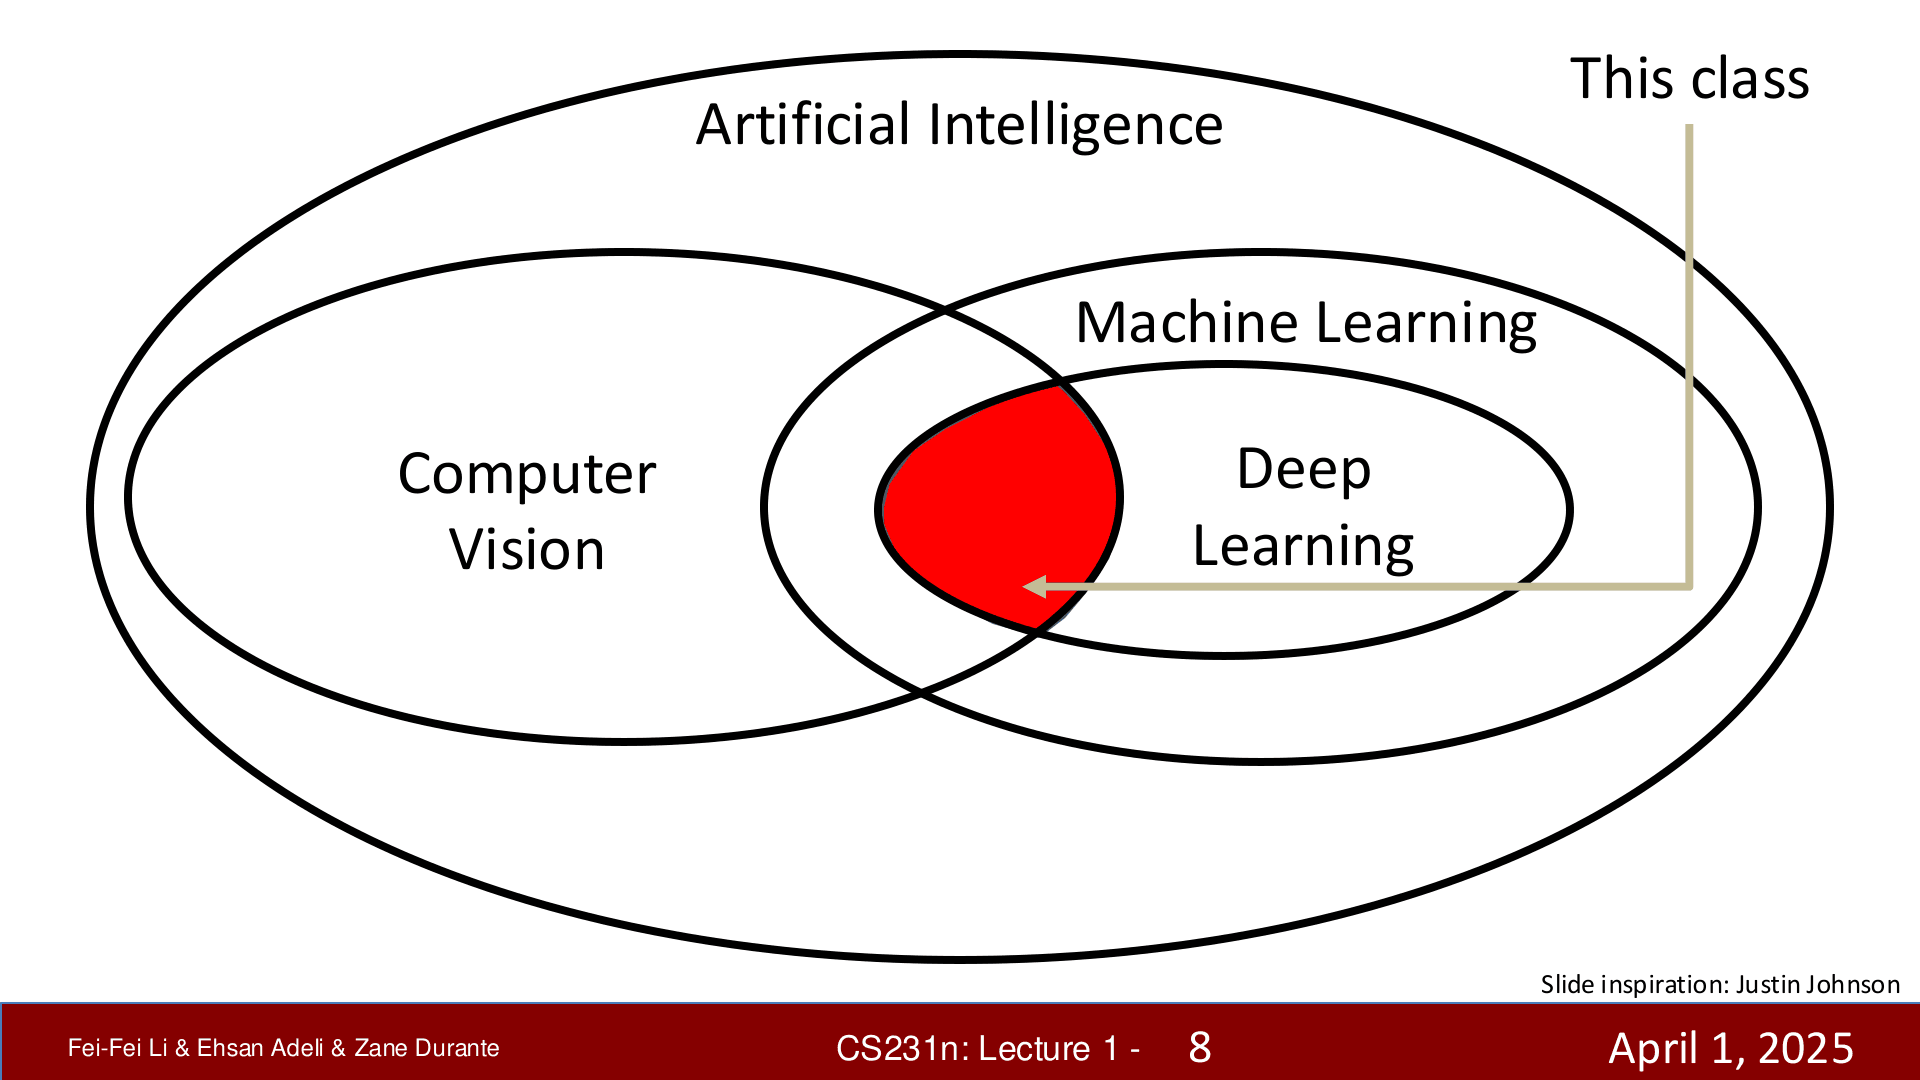 This class
Artificial Intelligence
Machine Learning
Computer
Vision
Deep
Learning
Slide inspiration: Justin Johnson
Fei-Fei Li & Ehsan Adeli & Zane Durante
CS231n: Lecture 1 - 8
April 1, 2025